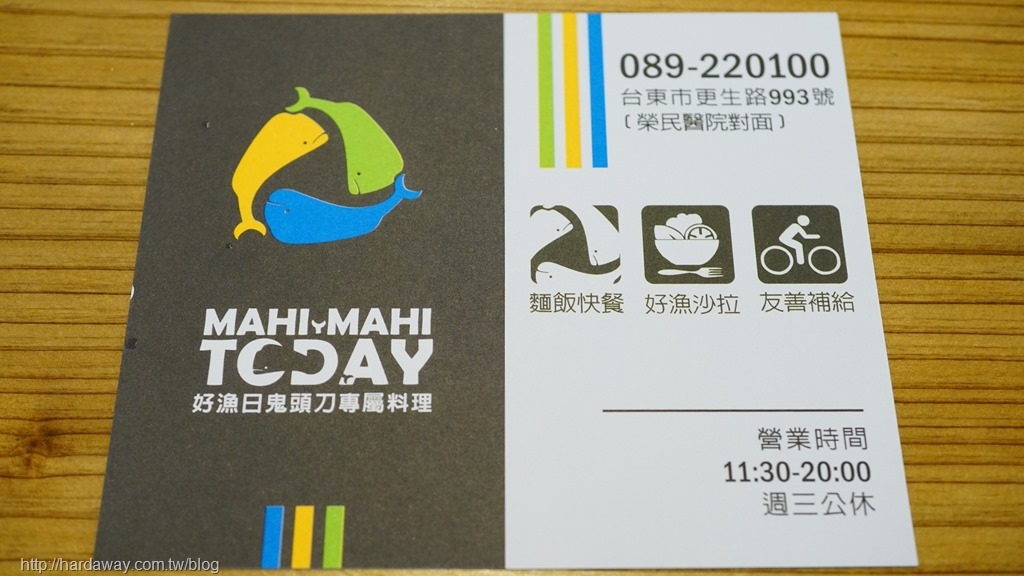 MAHI-MAHI
TODAY
好漁日鬼頭刀專屬料理
089-220100
台東市更生路993號
(榮民醫院對面)
麵飯快餐
好漁沙拉
友善補給
營業時間
11:30-20:00
週三公休
http://hardaway.com.tw/blog